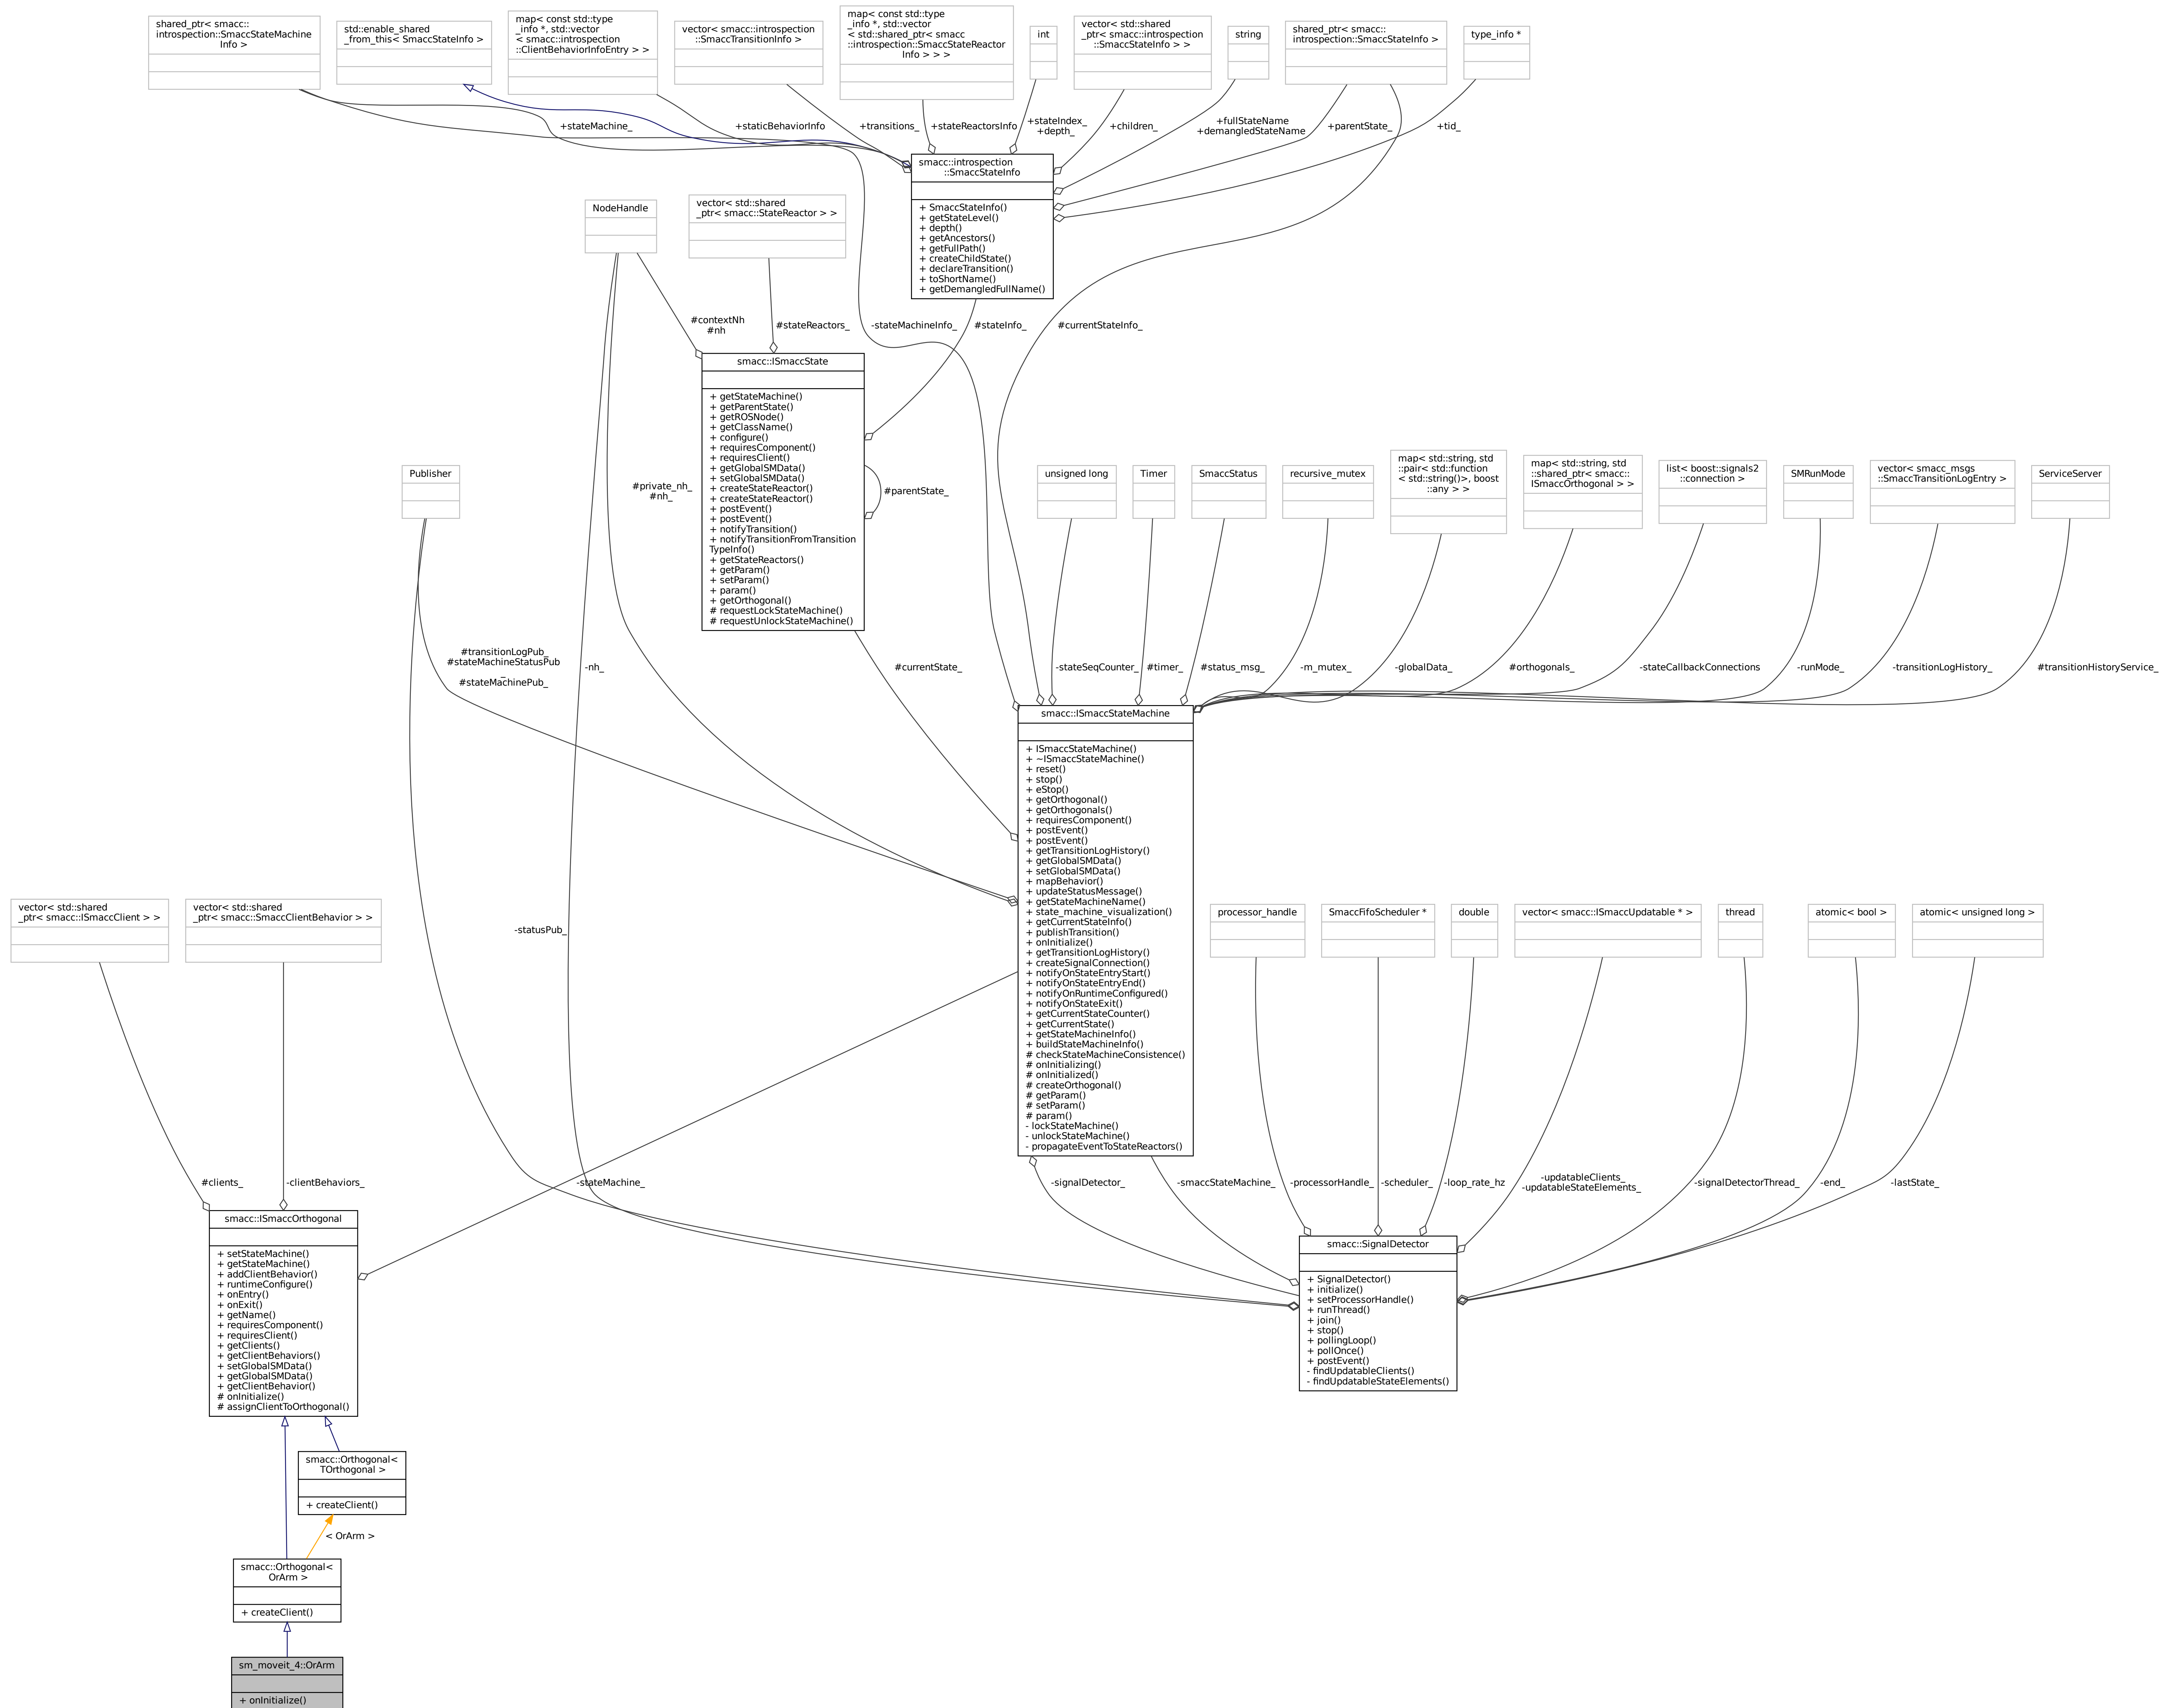 shared_ptr< smacc::
introspection::SmaccStateMachine
Info >
std::enable_shared
_from_this< SmaccStateInfo >
map< const std::type
_info *, std::vector
< smacc::introspection
::ClientBehaviorInfoEntry > >
vector< smacc::introspection
::SmaccTransitionInfo >
map< const std::type
_info *, std::vector
< std::shared_ptr< smacc
::introspection::SmaccStateReactor
Info > > >
int
vector< std::shared
_ptr< smacc::introspection
::SmaccStateInfo > >
string
shared_ptr< smacc::
introspection::SmaccStateInfo >
type_info *
+stateMachine_
+staticBehaviorInfo
+transitions_
+stateReactorsInfo
+stateIndex_
+depth_
+children_
+fullStateName
+demangledStateName
+parentState_
+tid_
smacc::introspection
::SmaccStateInfo
+ SmaccStateInfo()
+ getStateLevel()
+ depth()
+ getAncestors()
+ getFullPath()
+ createChildState()
+ declareTransition()
+ toShortName()
+ getDemangledFullName()
NodeHandle
vector< std::shared
_ptr< smacc::StateReactor > >
#contextNh
#nh
#stateReactors_
-stateMachineInfo_
#stateInfo_
#currentStateInfo_
smacc::ISmaccState
+ getStateMachine()
+ getParentState()
+ getROSNode()
+ getClassName()
+ configure()
+ requiresComponent()
+ requiresClient()
+ getGlobalSMData()
+ setGlobalSMData()
+ createStateReactor()
+ createStateReactor()
+ postEvent()
+ postEvent()
+ notifyTransition()
+ notifyTransitionFromTransition
TypeInfo()
+ getStateReactors()
+ getParam()
+ setParam()
+ param()
+ getOrthogonal()
# requestLockStateMachine()
# requestUnlockStateMachine()
#parentState_
#private_nh_
#nh_
Publisher
unsigned long
Timer
SmaccStatus
recursive_mutex
map< std::string, std
::pair< std::function
< std::string()>, boost
::any > >
map< std::string, std
::shared_ptr< smacc::
ISmaccOrthogonal > >
list< boost::signals2
::connection >
SMRunMode
vector< smacc_msgs
::SmaccTransitionLogEntry >
ServiceServer
#transitionLogPub_
#stateMachineStatusPub
_
#stateMachinePub_
-nh_
#currentState_
-stateSeqCounter_
#timer_
#status_msg_
-m_mutex_
-globalData_
#orthogonals_
-stateCallbackConnections
-runMode_
-transitionLogHistory_
#transitionHistoryService_
smacc::ISmaccStateMachine
+ ISmaccStateMachine()
+ ~ISmaccStateMachine()
+ reset()
+ stop()
+ eStop()
+ getOrthogonal()
+ getOrthogonals()
+ requiresComponent()
+ postEvent()
+ postEvent()
+ getTransitionLogHistory()
+ getGlobalSMData()
+ setGlobalSMData()
+ mapBehavior()
+ updateStatusMessage()
+ getStateMachineName()
+ state_machine_visualization()
+ getCurrentStateInfo()
+ publishTransition()
+ onInitialize()
+ getTransitionLogHistory()
+ createSignalConnection()
+ notifyOnStateEntryStart()
+ notifyOnStateEntryEnd()
+ notifyOnRuntimeConfigured()
+ notifyOnStateExit()
+ getCurrentStateCounter()
+ getCurrentState()
+ getStateMachineInfo()
+ buildStateMachineInfo()
# checkStateMachineConsistence()
# onInitializing()
# onInitialized()
# createOrthogonal()
# getParam()
# setParam()
# param()
- lockStateMachine()
- unlockStateMachine()
- propagateEventToStateReactors()
vector< std::shared
_ptr< smacc::ISmaccClient > >
vector< std::shared
_ptr< smacc::SmaccClientBehavior > >
-statusPub_
processor_handle
SmaccFifoScheduler *
double
vector< smacc::ISmaccUpdatable * >
thread
atomic< bool >
atomic< unsigned long >
#clients_
-clientBehaviors_
-stateMachine_
-signalDetector_
-smaccStateMachine_
-processorHandle_
-scheduler_
-loop_rate_hz
-updatableClients_
-updatableStateElements_
-signalDetectorThread_
-end_
-lastState_
smacc::ISmaccOrthogonal
+ setStateMachine()
+ getStateMachine()
+ addClientBehavior()
+ runtimeConfigure()
+ onEntry()
+ onExit()
+ getName()
+ requiresComponent()
+ requiresClient()
+ getClients()
+ getClientBehaviors()
+ setGlobalSMData()
+ getGlobalSMData()
+ getClientBehavior()
# onInitialize()
# assignClientToOrthogonal()
smacc::SignalDetector
+ SignalDetector()
+ initialize()
+ setProcessorHandle()
+ runThread()
+ join()
+ stop()
+ pollingLoop()
+ pollOnce()
+ postEvent()
- findUpdatableClients()
- findUpdatableStateElements()
smacc::Orthogonal<
TOrthogonal >
+ createClient()
< OrArm >
smacc::Orthogonal<
OrArm >
+ createClient()
sm_moveit_4::OrArm
+ onInitialize()